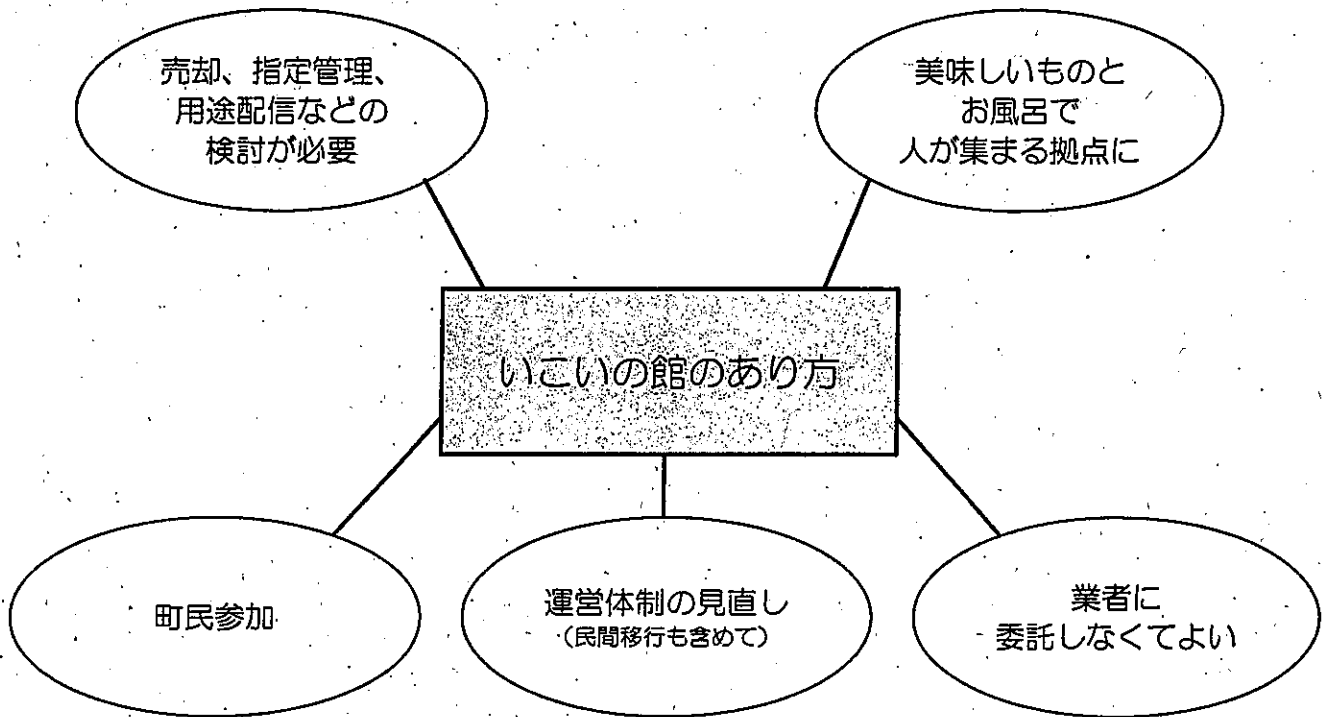 売却、指定管理、
用途配信などの
検討が必要
美味しいものと
お風呂で
人が集まる拠点に
いこいの館のあり方
町民参加
運営体制の見直し
(民間移行も含めて)
業者に
委託しなくてよい